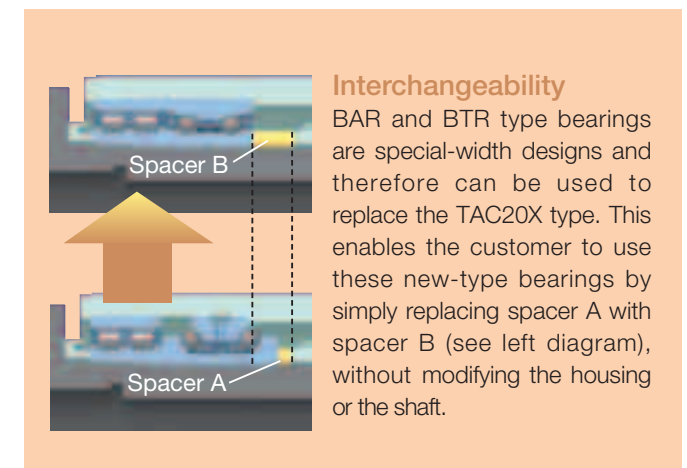 Interchangeability
BAR and BTR type bearings
are special-width designs and
therefore can be used to
replace the TAC20X type. This
enables the customer to use
these new-type bearings by
simply replacing spacer A with
spacer B (see left diagram),
without modifying the housing
or the shaft.
Spacer B
Spacer A